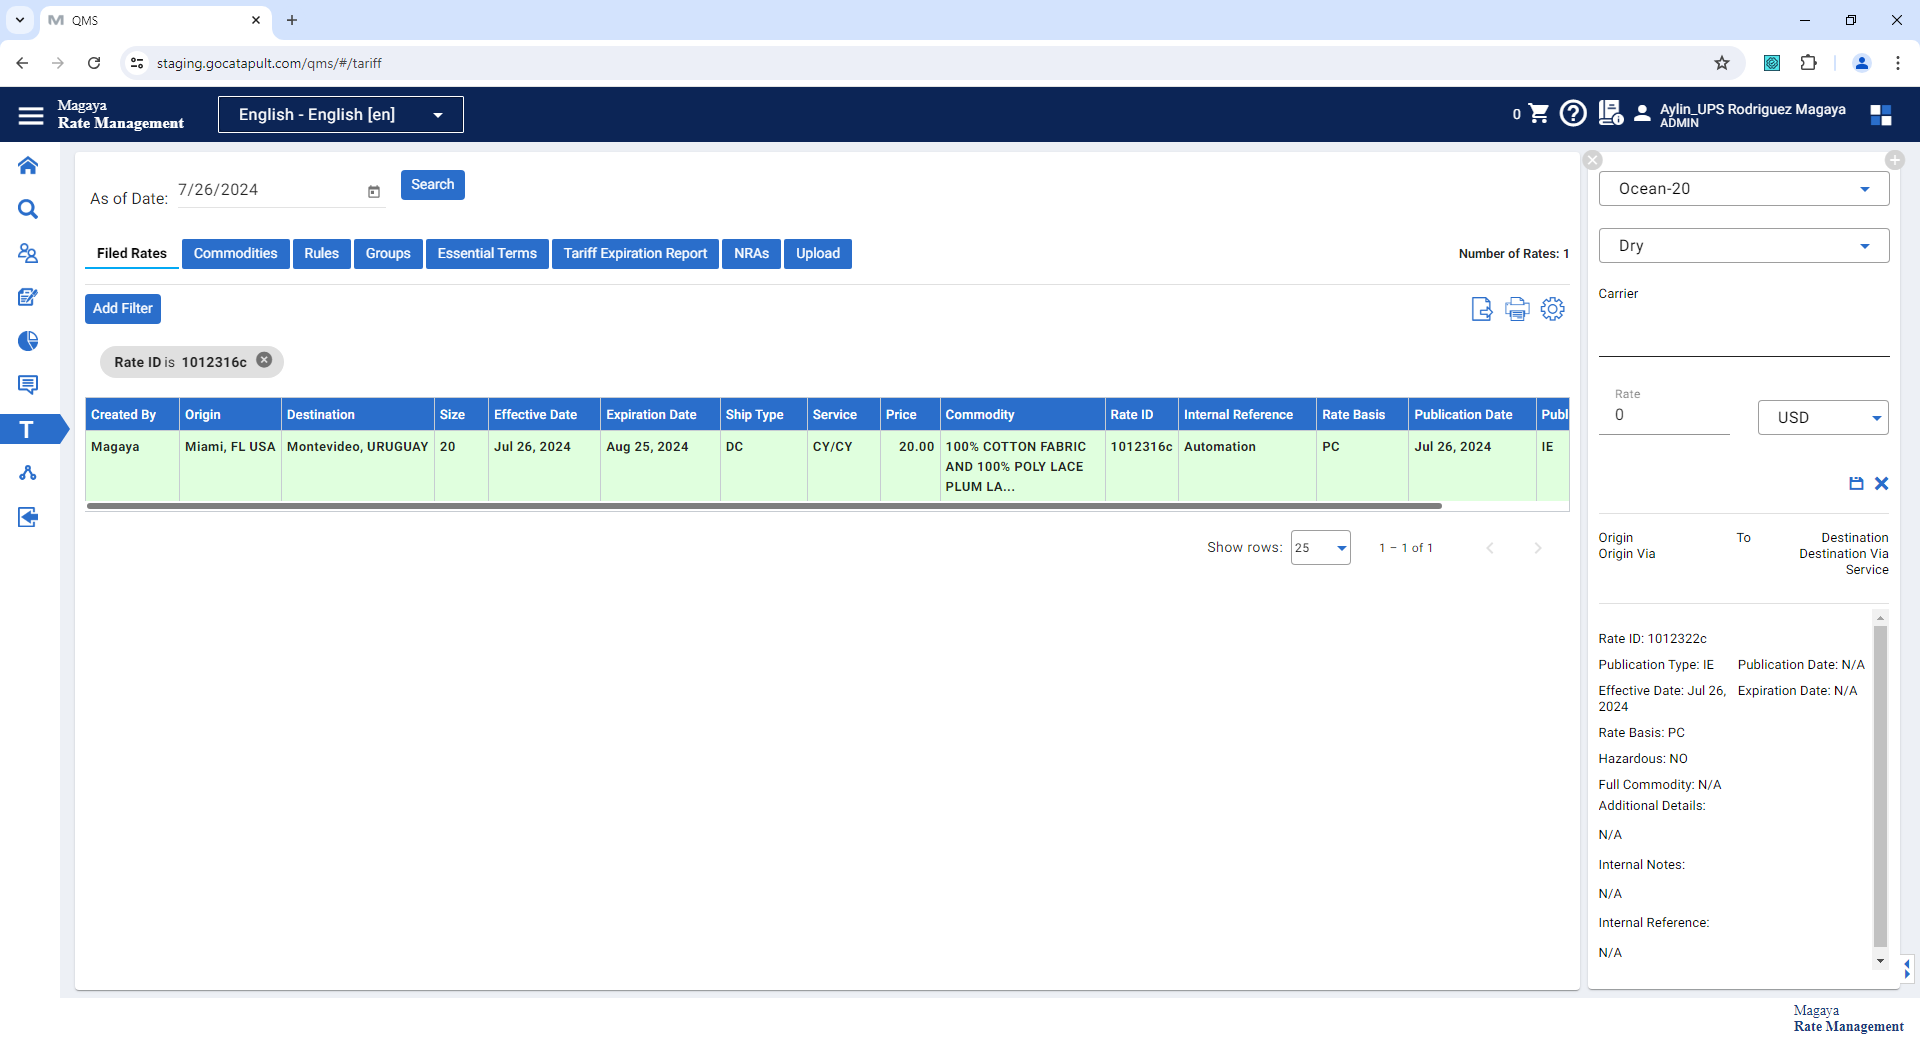 QMS
staging.gocatapult.com/qms/#/tariff
Magaya
Rate Management
English - English [en]
0
Aylin_UPS Rodriguez Magaya
ADMIN
As of Date:
7/26/2024
Search
Filed Rates
Commodities
Rules
Groups
Essential Terms
Tariff Expiration Report
NRAs
Upload
Number of Rates: 1
Add Filter
Rate ID is 1012316c
Created By Origin Destination Size Effective Date Expiration Date Ship Type Service Price Commodity Rate ID Internal Reference Rate Basis Publication Date Publ
Magaya Miami, FL USA Montevideo, URUGUAY 20 Jul 26, 2024 Aug 25, 2024 DC CY/CY 20.00 100% COTTON FABRIC 1012316c Automation PC Jul 26, 2024 IE
AND 100% POLY LACE
PLUM LA...
Show rows: 25 1 – 1 of 1
T
Ocean-20
Dry
Carrier
Rate
0
USD
Origin To Destination
Origin Via Destination Via
Service
Rate ID: 1012322c
Publication Type: IE Publication Date: N/A
Effective Date: Jul 26, Expiration Date: N/A
2024
Rate Basis: PC
Hazardous: NO
Full Commodity: N/A
Additional Details:
N/A
Internal Notes:
N/A
Internal Reference:
N/A
Magaya
Rate Management